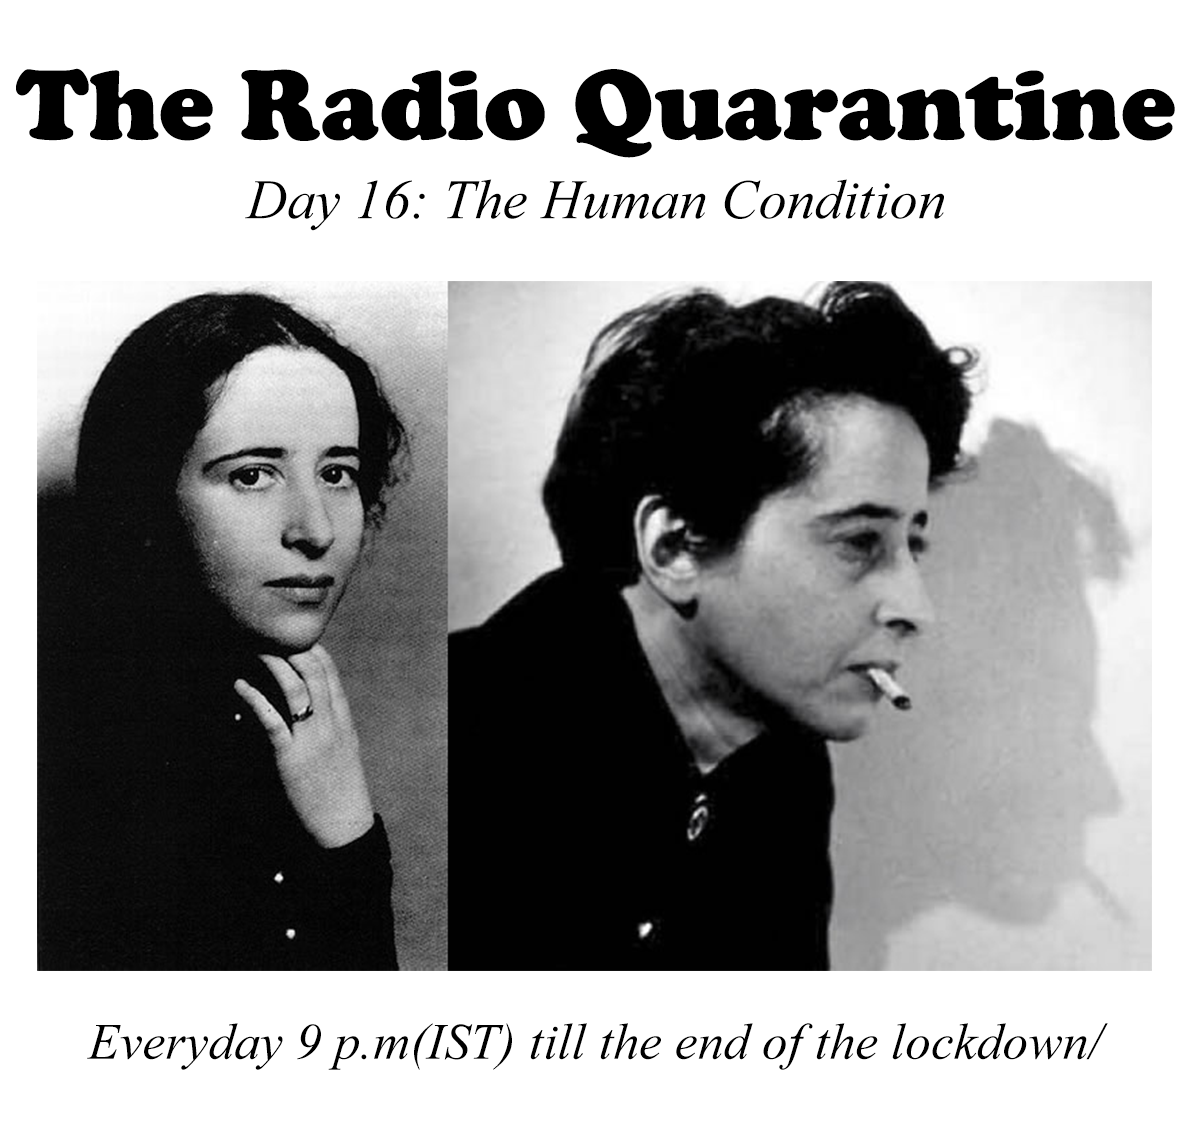 The Radio Quarantine
Day 16: The Human Condition
Everyday 9 p.m(IST) till the end of the lockdown/